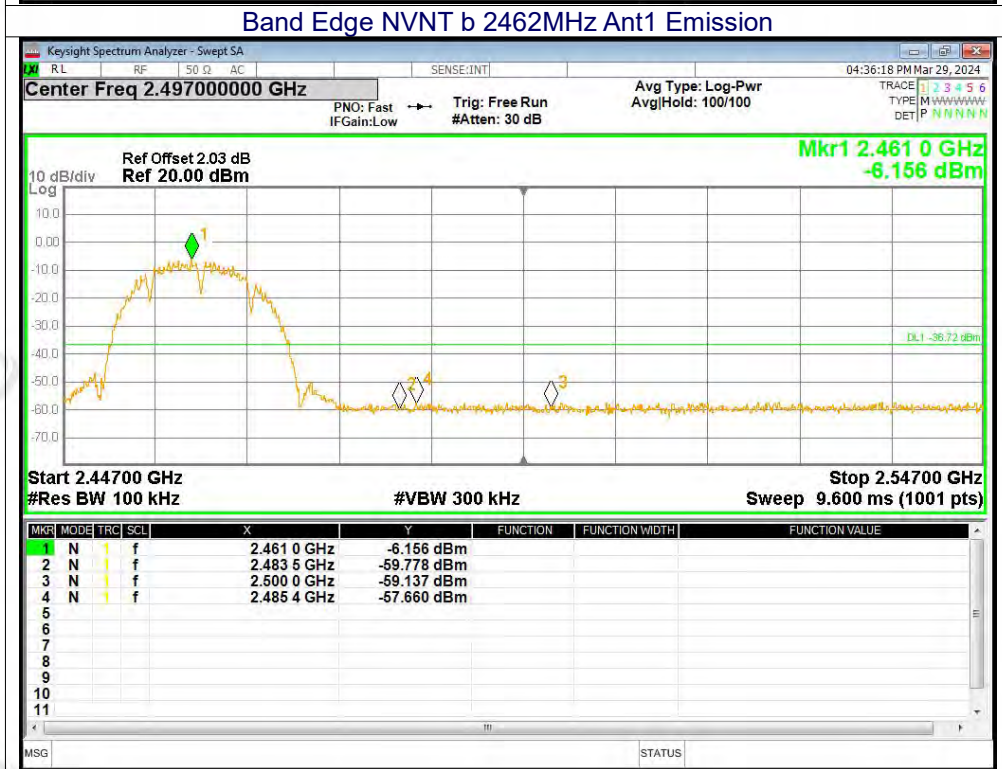 Band Edge NVNT b 2462MHz Ant1 Emission
Keysight Spectrum Analyzer - Swept SA
LXI RL RF 50 Ω AC SENSE:INT 04:36:18 PM Mar 29, 2024
Center Freq 2.497000000 GHz Avg Type: Log-Pwr TRACE 1 2 3 4 5 6
PNO: Fast Trig: Free Run Avg|Hold: 100/100 TYPE M WWWWW
IFGain:Low #Atten: 30 dB DET P N N N N N
Mkr1 2.461 0 GHz
Ref Offset 2.03 dB
10 dB/div Ref 20.00 dBm -6.156 dBm
Log
10.0
0.00
1
-10.0
-20.0
-30.0
DL1 -36.72 dBm
-40.0
-50.0
2 4 3
-60.0
-70.0
Start 2.44700 GHz Stop 2.54700 GHz
#Res BW 100 kHz #VBW 300 kHz Sweep 9.600 ms (1001 pts)
MKR MODE TRC SCL X Y FUNCTION FUNCTION WIDTH FUNCTION VALUE
1 N 1 f 2.461 0 GHz -6.156 dBm
2 N 1 f 2.483 5 GHz -59.778 dBm
3 N 1 f 2.500 0 GHz -59.137 dBm
4 N 1 f 2.485 4 GHz -57.660 dBm
5
6
7
8
9
10
11
MSG STATUS